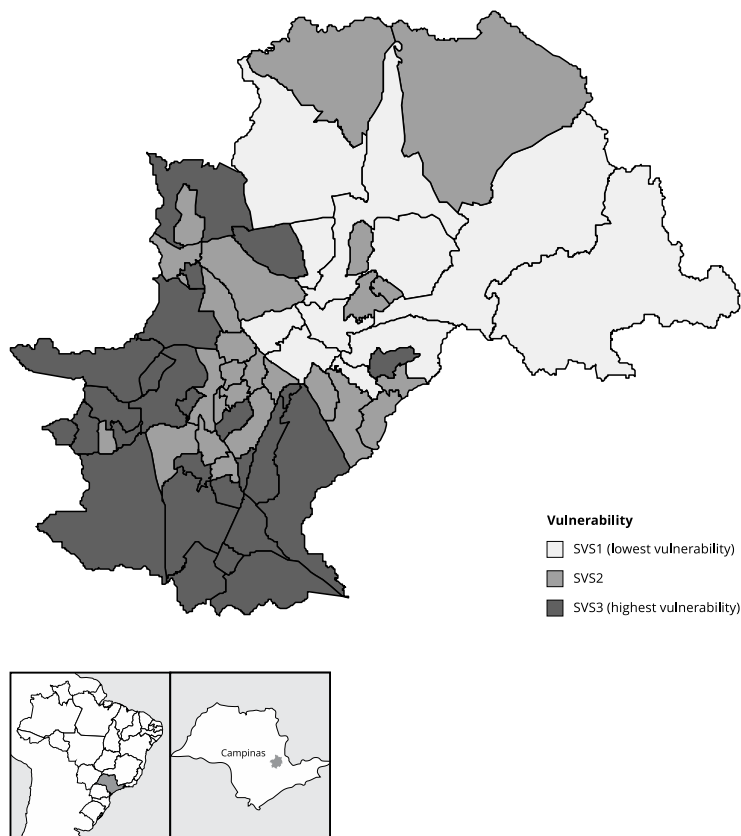 Vulnerability
SVS1 (lowest vulnerability)
SVS2
SVS3 (highest vulnerability)
Campinas